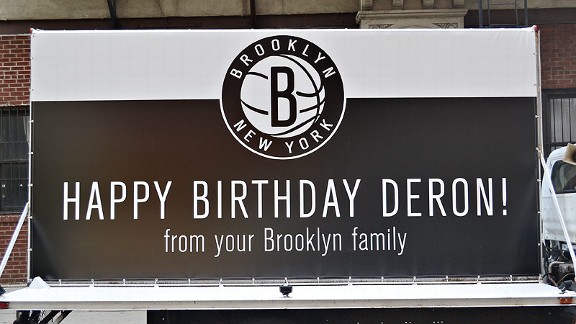 BROOKLYN
B
NEW YORK
HAPPY BIRTHDAY DERON!
from your Brooklyn family